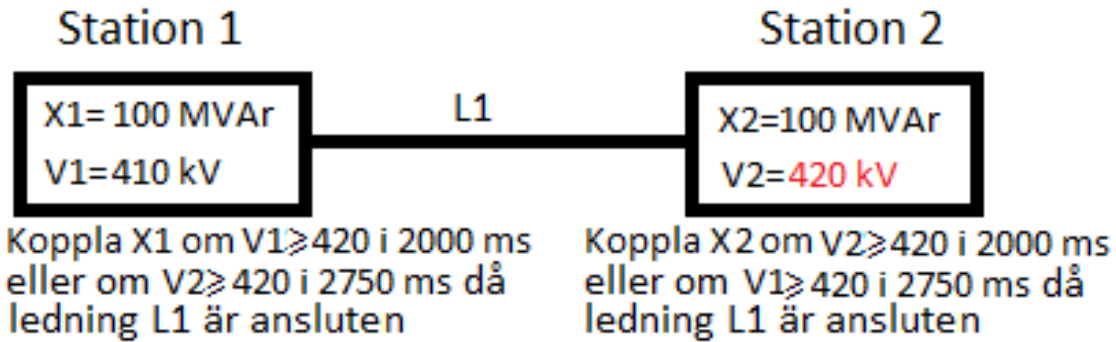 Station 1
Station 2
X1= 100 MVAr
V1=410 kV
L1
X2=100 MVAr
V2=420 kV
Koppla X1 om V1⩾420 i 2000 ms
eller om V2⩾420 i 2750 ms då
ledning L1 är ansluten
Koppla X2 om V2⩾420 i 2000 ms
eller om V1⩾420 i 2750 ms då
ledning L1 är ansluten